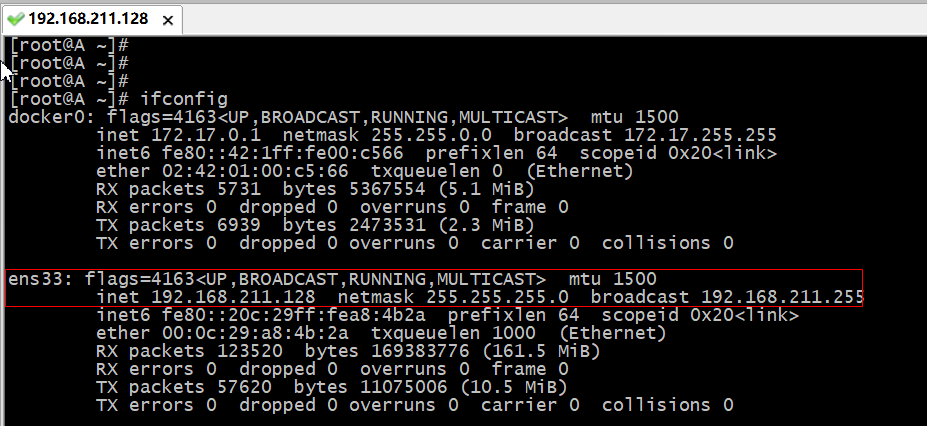 192.168.211.128
[root@A ~]#
[root@A ~]#
[root@A ~]#
[root@A ~]# ifconfig
docker0: flags=4163<UP,BROADCAST,RUNNING,MULTICAST>  mtu 1500
        inet 172.17.0.1  netmask 255.255.0.0  broadcast 172.17.255.255
        inet6 fe80::42:1ff:fe00:c566  prefixlen 64  scopeid 0x20<link>
        ether 02:42:01:00:c5:66  txqueuelen 0  (Ethernet)
        RX packets 5731  bytes 5367554 (5.1 MiB)
        RX errors 0  dropped 0  overruns 0  frame 0
        TX packets 6939  bytes 2473531 (2.3 MiB)
        TX errors 0  dropped 0 overruns 0  carrier 0  collisions 0
ens33: flags=4163<UP,BROADCAST,RUNNING,MULTICAST>  mtu 1500
        inet 192.168.211.128  netmask 255.255.255.0  broadcast 192.168.211.255
        inet6 fe80::20c:29ff:fea8:4b2a  prefixlen 64  scopeid 0x20<link>
        ether 00:0c:29:a8:4b:2a  txqueuelen 1000  (Ethernet)
        RX packets 123520  bytes 169383776 (161.5 MiB)
        RX errors 0  dropped 0  overruns 0  frame 0
        TX packets 57620  bytes 11075006 (10.5 MiB)
        TX errors 0  dropped 0 overruns 0  carrier 0  collisions 0